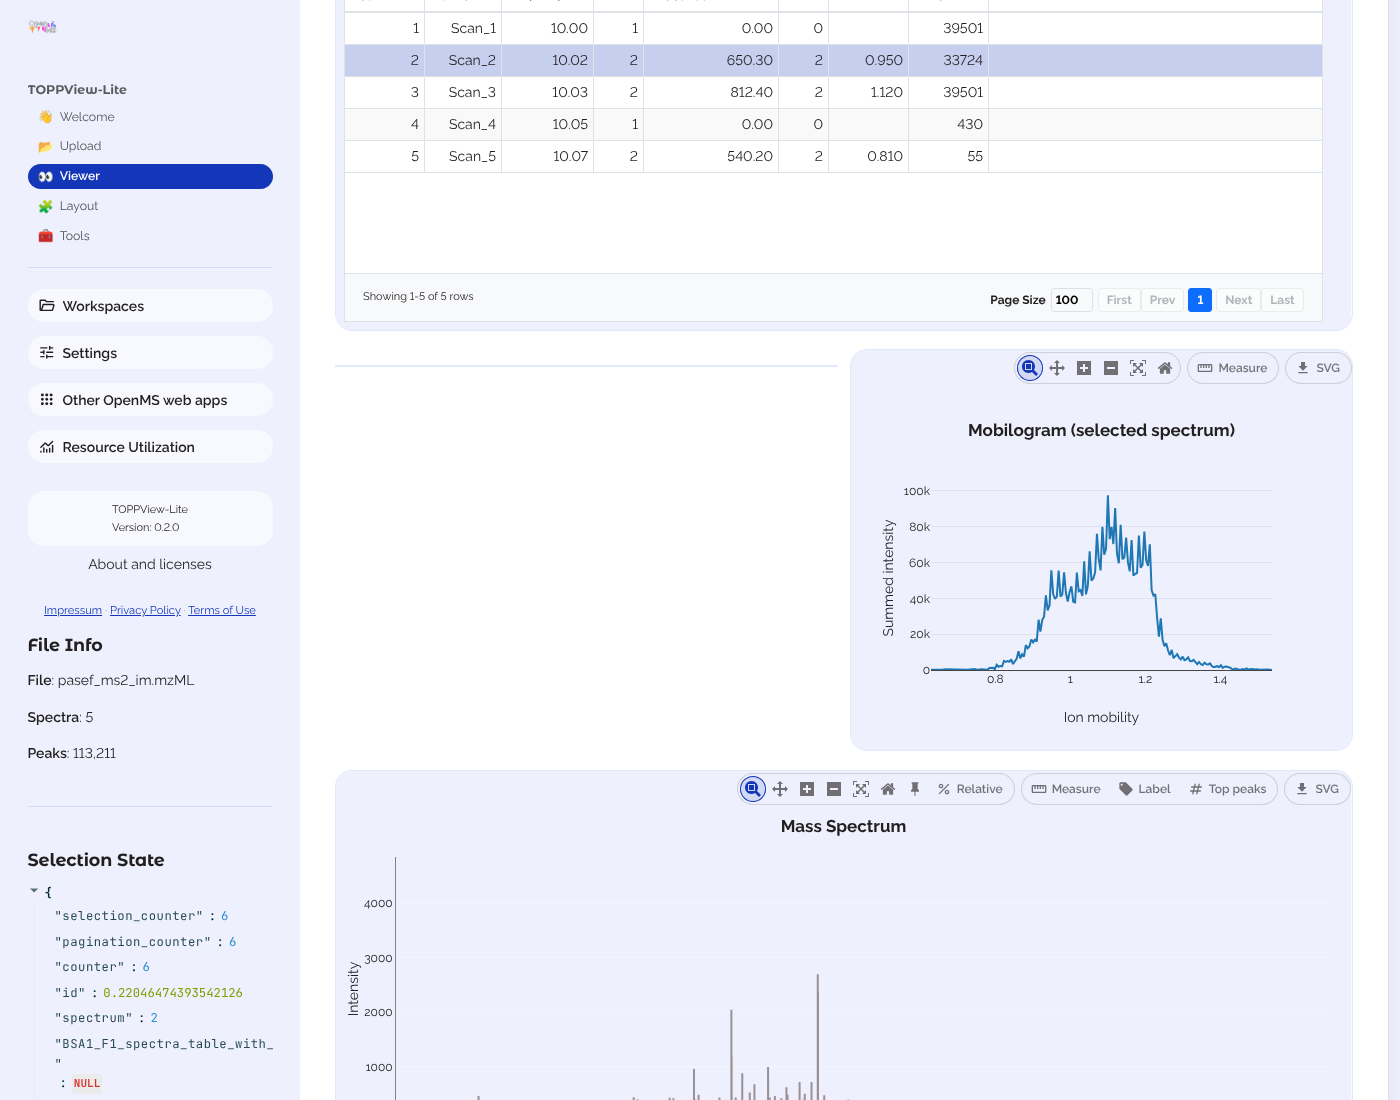 TOPPView-Lite
Welcome
Upload
Viewer
Layout
Tools
Workspaces
Settings
Other OpenMS web apps
Resource Utilization
TOPPView-Lite
Version: 0.2.0
About and licenses
Impressum · Privacy Policy · Terms of Use
File Info
File: pasef_ms2_im.mzML
Spectra: 5
Peaks: 113,211
Selection State
{
"selection_counter" : 6
"pagination_counter" : 6
"counter" : 6
"id" : 0.22046474393542126
"spectrum" : 2
"BSA1_F1_spectra_table_with_
"
: NULL
1 Scan_1 10.00 1 0.00 0 39501
2 Scan_2 10.02 2 650.30 2 0.950 33724
3 Scan_3 10.03 2 812.40 2 1.120 39501
4 Scan_4 10.05 1 0.00 0 430
5 Scan_5 10.07 2 540.20 2 0.810 55
Showing 1-5 of 5 rows
Page Size 100 First Prev 1 Next Last
Measure SVG
Mobilogram (selected spectrum)
Summed intensity
100k
80k
60k
40k
20k
0
0.8 1 1.2 1.4
Ion mobility
% Relative Measure Label # Top peaks SVG
Mass Spectrum
Intensity
4000
3000
2000
1000